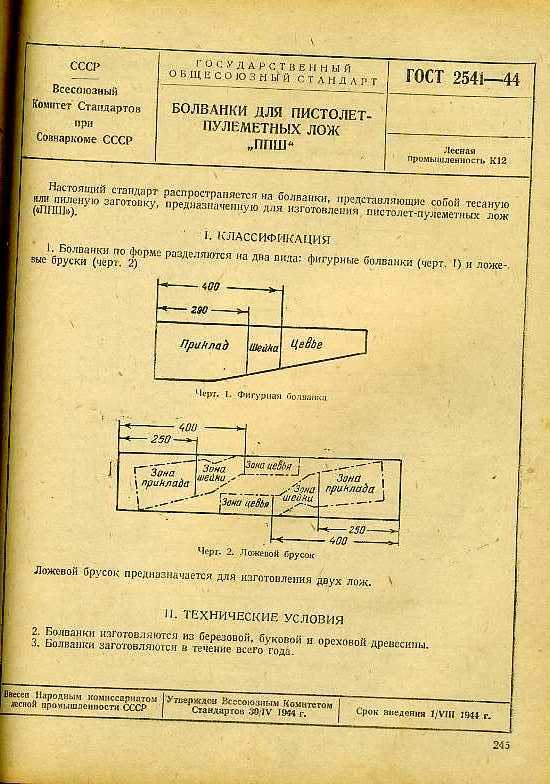 СССР
Всесоюзный
Комитет Стандартов
при
Совнаркоме СССР
ГОСУДАРСТВЕННЫЙ
ОБЩЕСОЮЗНЫЙ СТАНДАРТ
БОЛВАНКИ ДЛЯ ПИСТОЛЕТ-
ПУЛЕМЕТНЫХ ЛОЖ
„ППШ“
ГОСТ 2541—44
Лесная
промышленность К12
Настоящий стандарт распространяется на болванки, представляющие собой тесаную
или пиленую заготовку, предназначенную для изготовления пистолет-пулеметных лож
(«ППШ»).
I. КЛАССИФИКАЦИЯ
1. Болванки по форме разделяются на два вида: фигурные болванки (черт. 1) и ложе-
вые бруски (черт. 2)
400
280
Приклад
Шейка
Цевье
Черт. 1. Фигурная болванка
400
250
Зона
приклада
Зона
шейки
Зона цевья
Зона цевья
Зона
шейки
Зона
приклада
250
400
Черт. 2. Ложевой брусок
Ложевой брусок предназначается для изготовления двух лож.
II. ТЕХНИЧЕСКИЕ УСЛОВИЯ
2. Болванки изготовляются из березовой, буковой и ореховой древесины.
3. Болванки заготовляются в течение всего года.
Внесен Народным комиссариатом
лесной промышленности СССР
Утвержден Всесоюзным Комитетом
Стандартов 30/IV 1944 г.
Срок введения 1/VIII 1944 г.
245